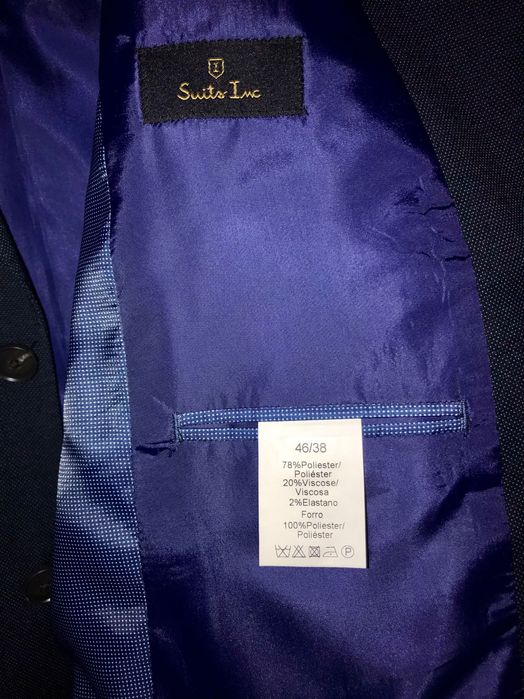 Suits Inc
46/38
78%Poliester/
Poliéster
20%Viscose/
Viscosa
2%Elastano
Forro
100%Poliester/
Poliéster
P